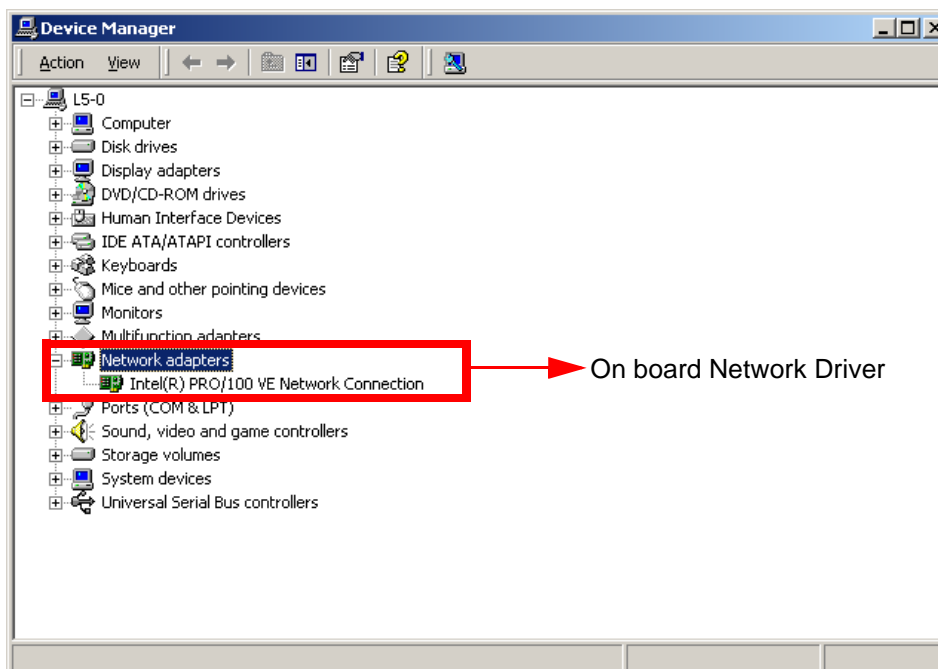 Device Manager
Action View
L5-0
Computer
Disk drives
Display adapters
DVD/CD-ROM drives
Human Interface Devices
IDE ATA/ATAPI controllers
Keyboards
Mice and other pointing devices
Monitors
Multifunction adapters
Network adapters
Intel(R) PRO/100 VE Network Connection
On board Network Driver
Ports (COM & LPT)
Sound, video and game controllers
Storage volumes
System devices
Universal Serial Bus controllers